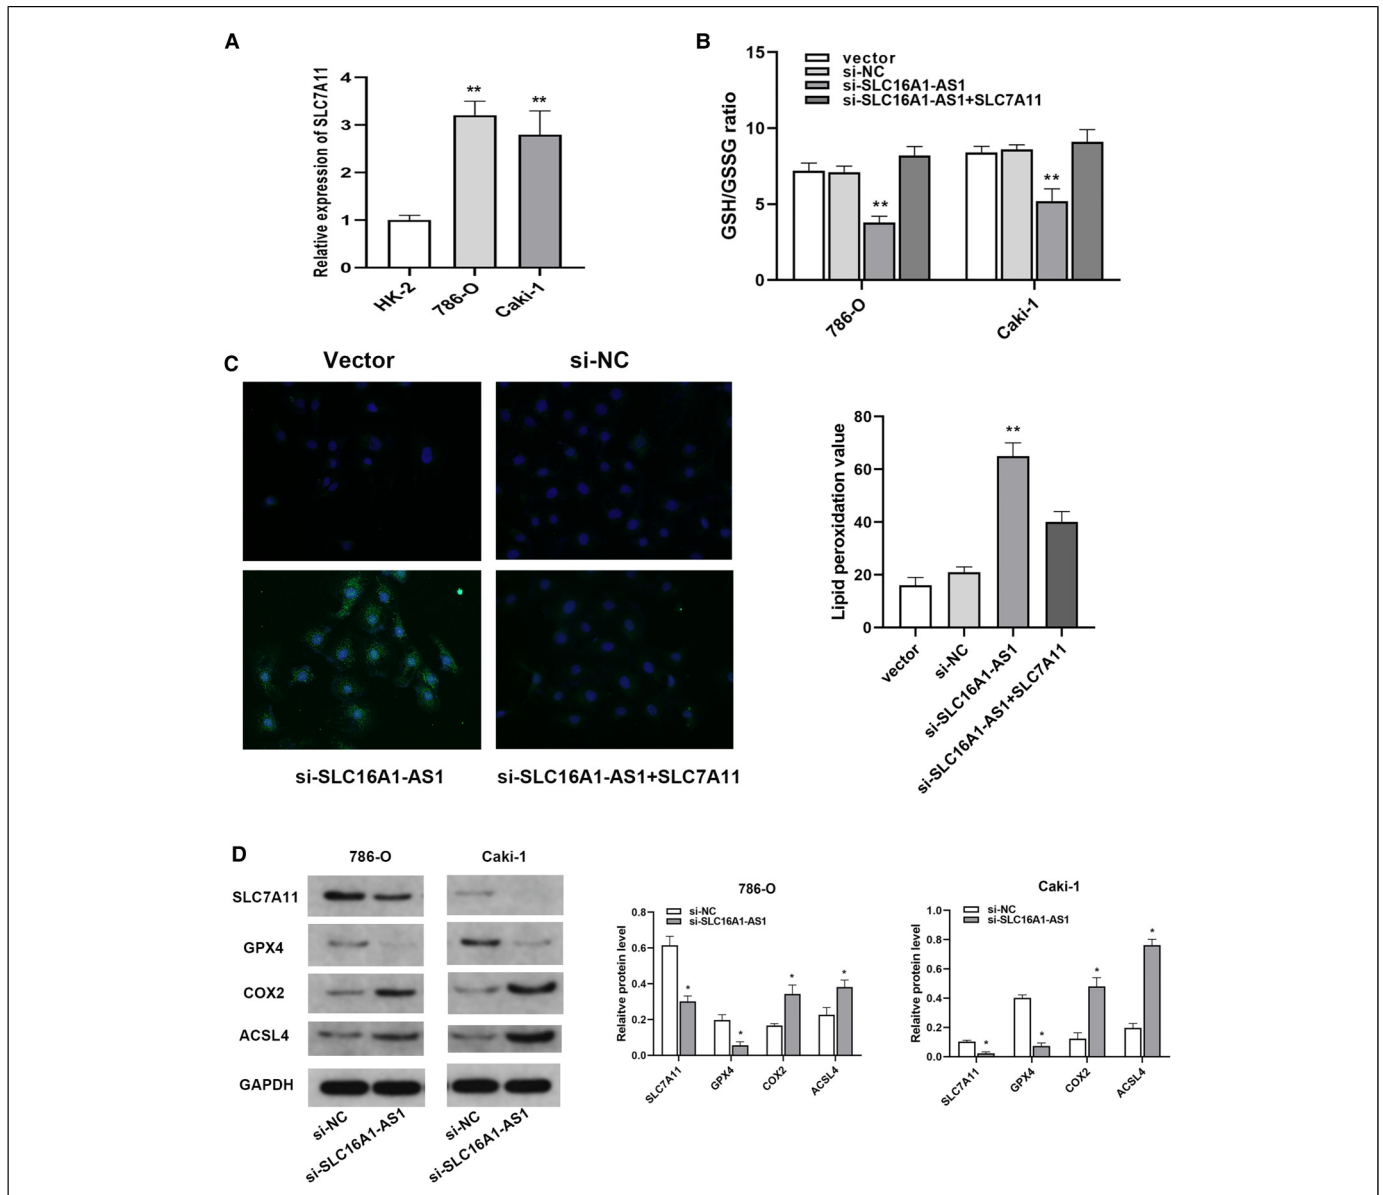 A
Relative expression of SLC7A11
4
3
2
1
0
**
**
HK-2
786-O
Caki-1
B
GSH/GSSG ratio
15
10
5
0
vector
si-NC
si-SLC16A1-AS1
si-SLC16A1-AS1+SLC7A11
**
**
786-O
Caki-1
C
Vector
si-NC
si-SLC16A1-AS1
si-SLC16A1-AS1+SLC7A11
Lipid peroxidation value
80
60
40
20
0
**
vector
si-NC
si-SLC16A1-AS1
si-SLC16A1-AS1+SLC7A11
D
786-O
Caki-1
SLC7A11
GPX4
COX2
ACSL4
GAPDH
si-NC
si-SLC16A1-AS1
si-NC
si-SLC16A1-AS1
786-O
si-NC
si-SLC16A1-AS1
Relaitve protein level
0.8
0.6
0.4
0.2
0.0
*
*
*
*
SLC7A11
GPX4
COX2
ACSL4
Caki-1
si-NC
si-SLC16A1-AS1
Relaitve protein level
1.0
0.8
0.6
0.4
0.2
0.0
*
*
*
*
SLC7A11
GPX4
COX2
ACSL4